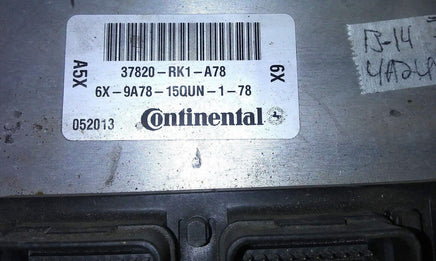 A5X
37820-RK1-A78
6X-9A78-15QUN-1-78
6X
052013
Continental